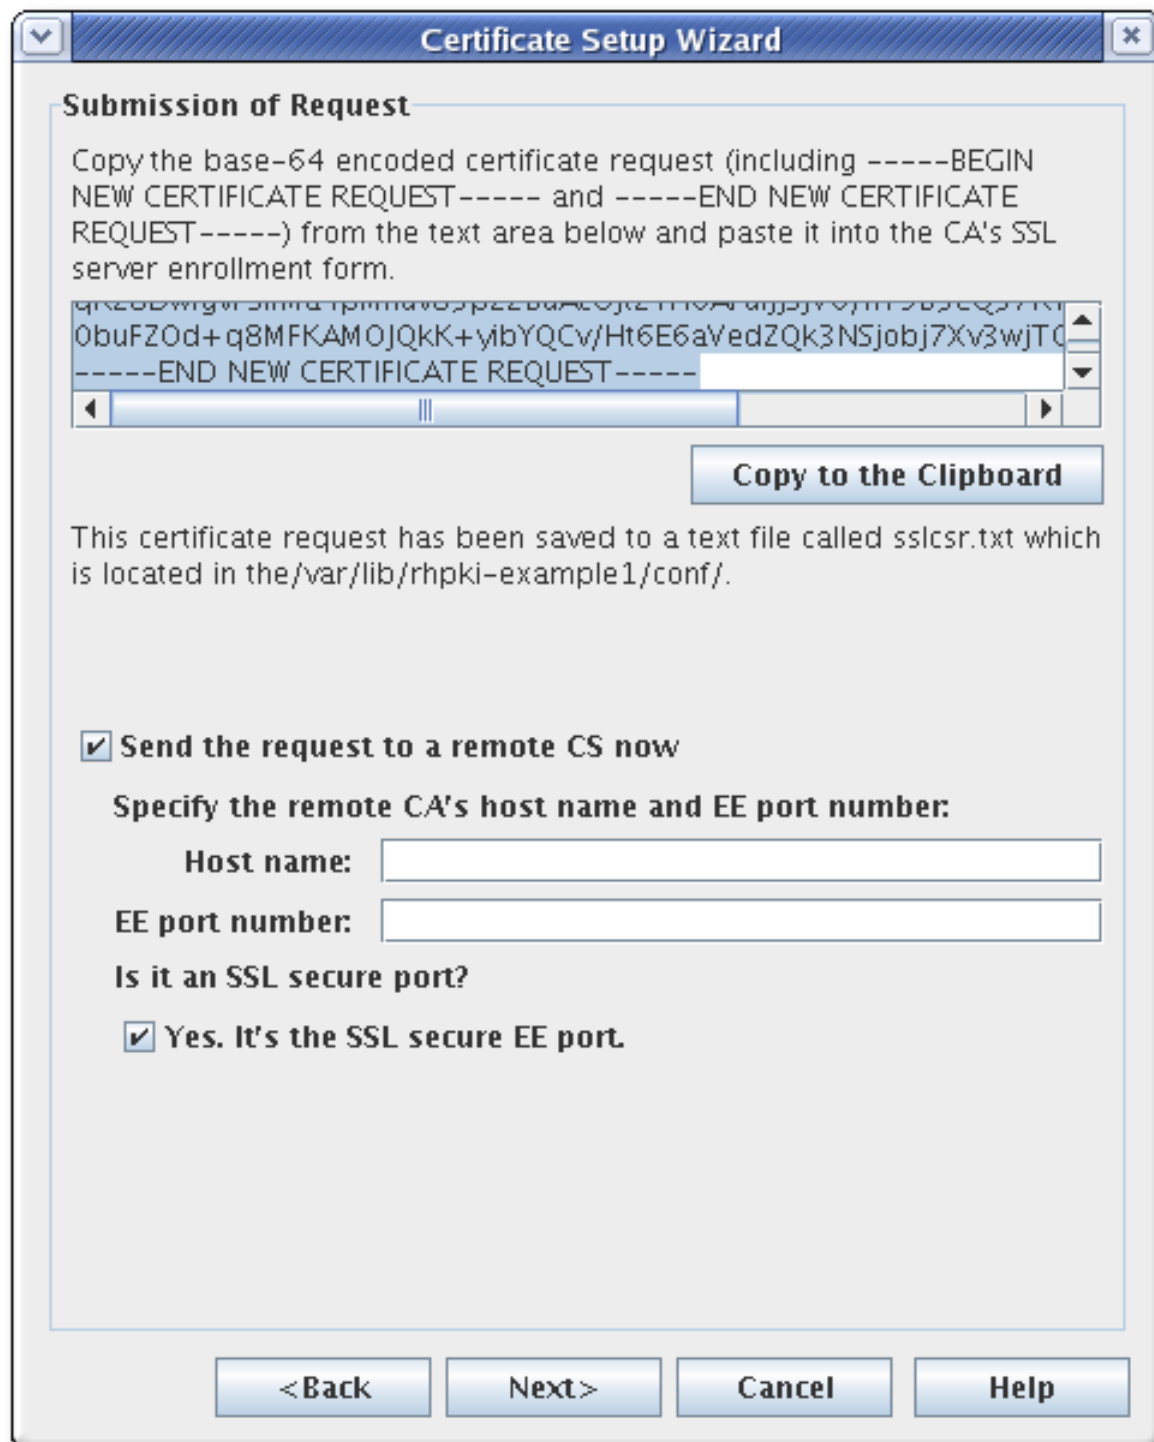 Certificate Setup Wizard
Submission of Request
Copy the base-64 encoded certificate request (including -----BEGIN
NEW CERTIFICATE REQUEST----- and -----END NEW CERTIFICATE
REQUEST-----) from the text area below and paste it into the CA's SSL
server enrollment form.
0buFZOd+q8MFKAMOJQkK+yibYQCv/Ht6E6aVedZQk3NSjobj7Xv3wjTC
-----END NEW CERTIFICATE REQUEST-----
Copy to the Clipboard
This certificate request has been saved to a text file called sslcsr.txt which
is located in the/var/lib/rhpki-example1/conf/.
Send the request to a remote CS now
Specify the remote CA's host name and EE port number:
Host name:
EE port number:
Is it an SSL secure port?
Yes. It's the SSL secure EE port.
<Back Next> Cancel Help